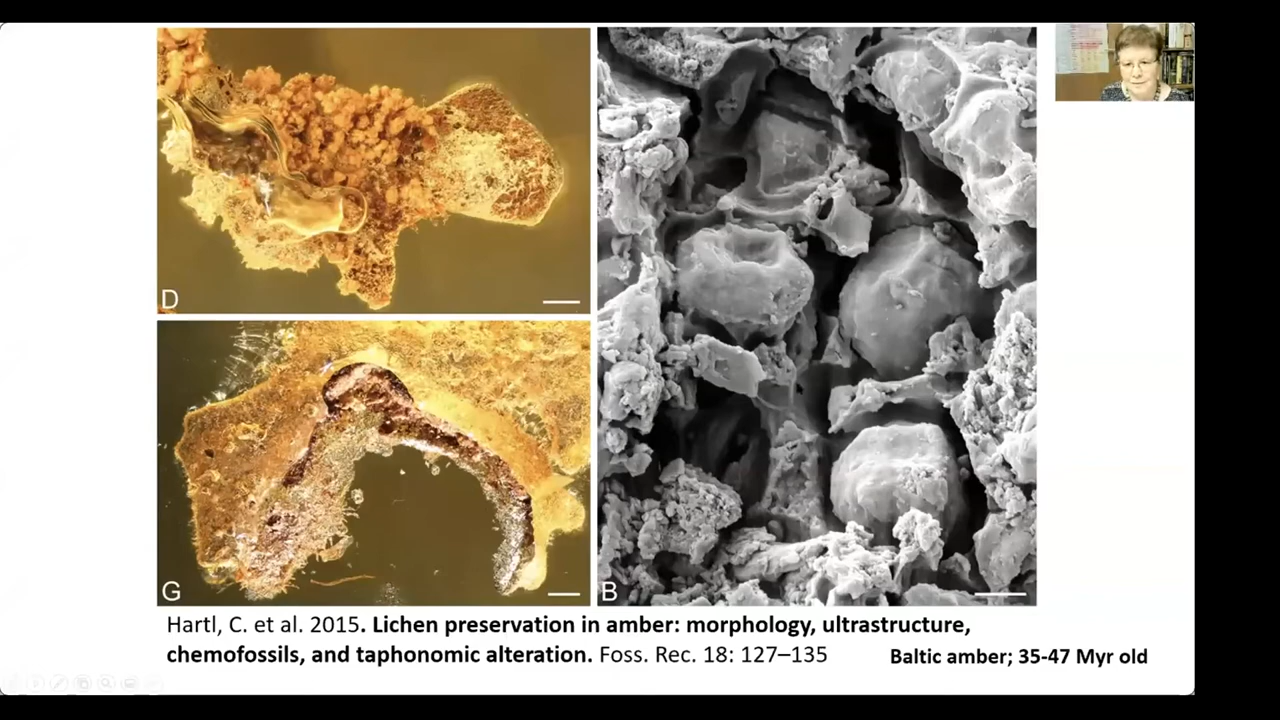 D
G
B
Hartl, C. et al. 2015. Lichen preservation in amber: morphology, ultrastructure,
chemofossils, and taphonomic alteration. Foss. Rec. 18: 127–135
Baltic amber; 35-47 Myr old